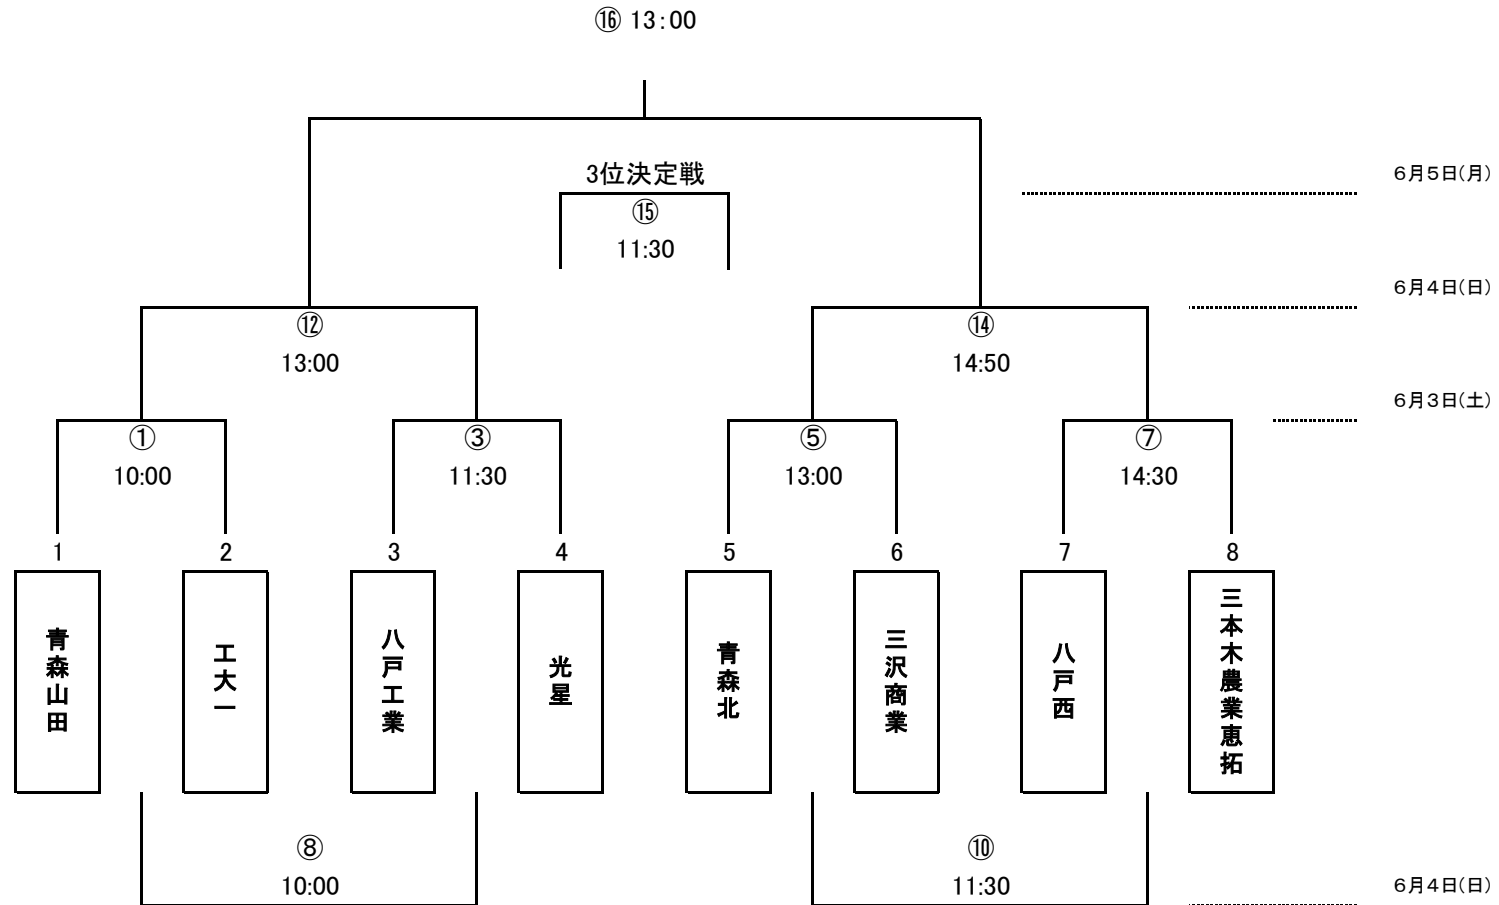 ⑯ 13:00
3位決定戦
6月5日(月)
⑮
11:30
6月4日(日)
⑫
⑭
13:00
14:50
6月3日(土)
①
③
⑤
⑦
10:00
11:30
13:00
14:30
1
2
3
4
5
6
7
8
青森山田
工大一
八戸工業
光星
青森北
三沢商業
八戸西
三本木農業恵拓
⑧
⑩
10:00
11:30
6月4日(日)